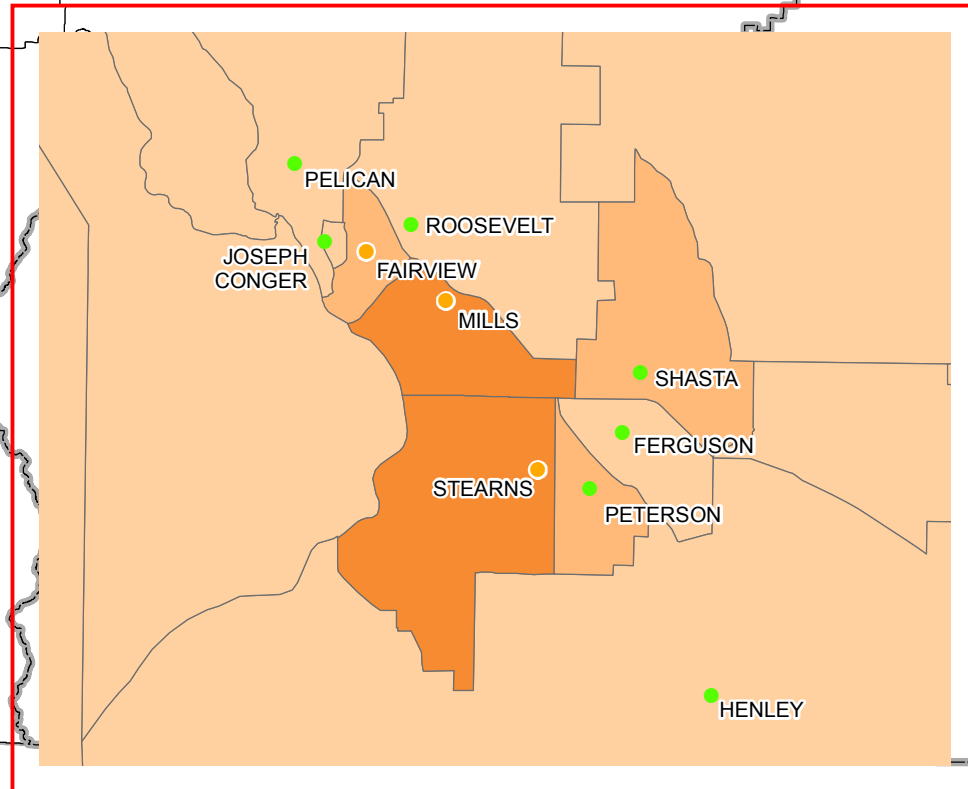 PELICAN
ROOSEVELT
JOSEPH
CONGER
FAIRVIEW
MILLS
SHASTA
FERGUSON
STEARNS
PETERSON
HENLEY